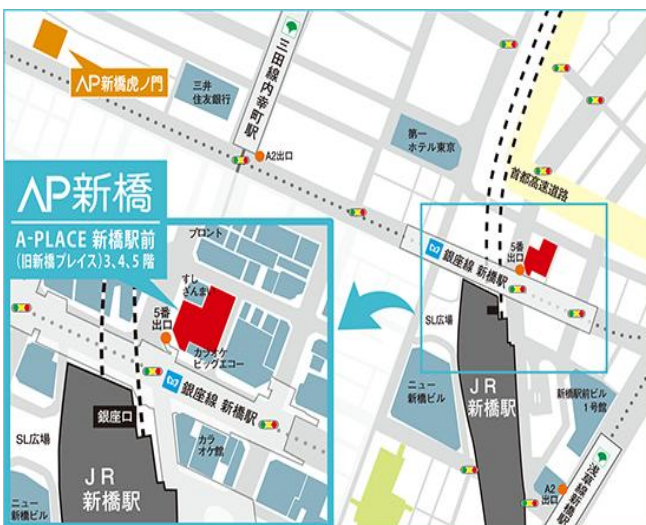 AP新橋虎ノ門
三井
住友銀行
三田線内幸町駅
A2出口
第一
ホテル東京
首都高速道路
AP新橋
A-PLACE 新橋駅前
(旧新橋プレイス)3、4、5 階
プロント
すし
ざんまい
5番
出口
カラオケ
ビッグエコー
銀座線 新橋駅
銀座口
SL広場
カラ
オケ館
JR
新橋駅
ニュー
新橋ビル
5番
出口
銀座線 新橋駅
SL広場
ニュー
新橋ビル
JR
新橋駅
新橋駅前ビル
1号館
A2
出口
浅草線新橋駅